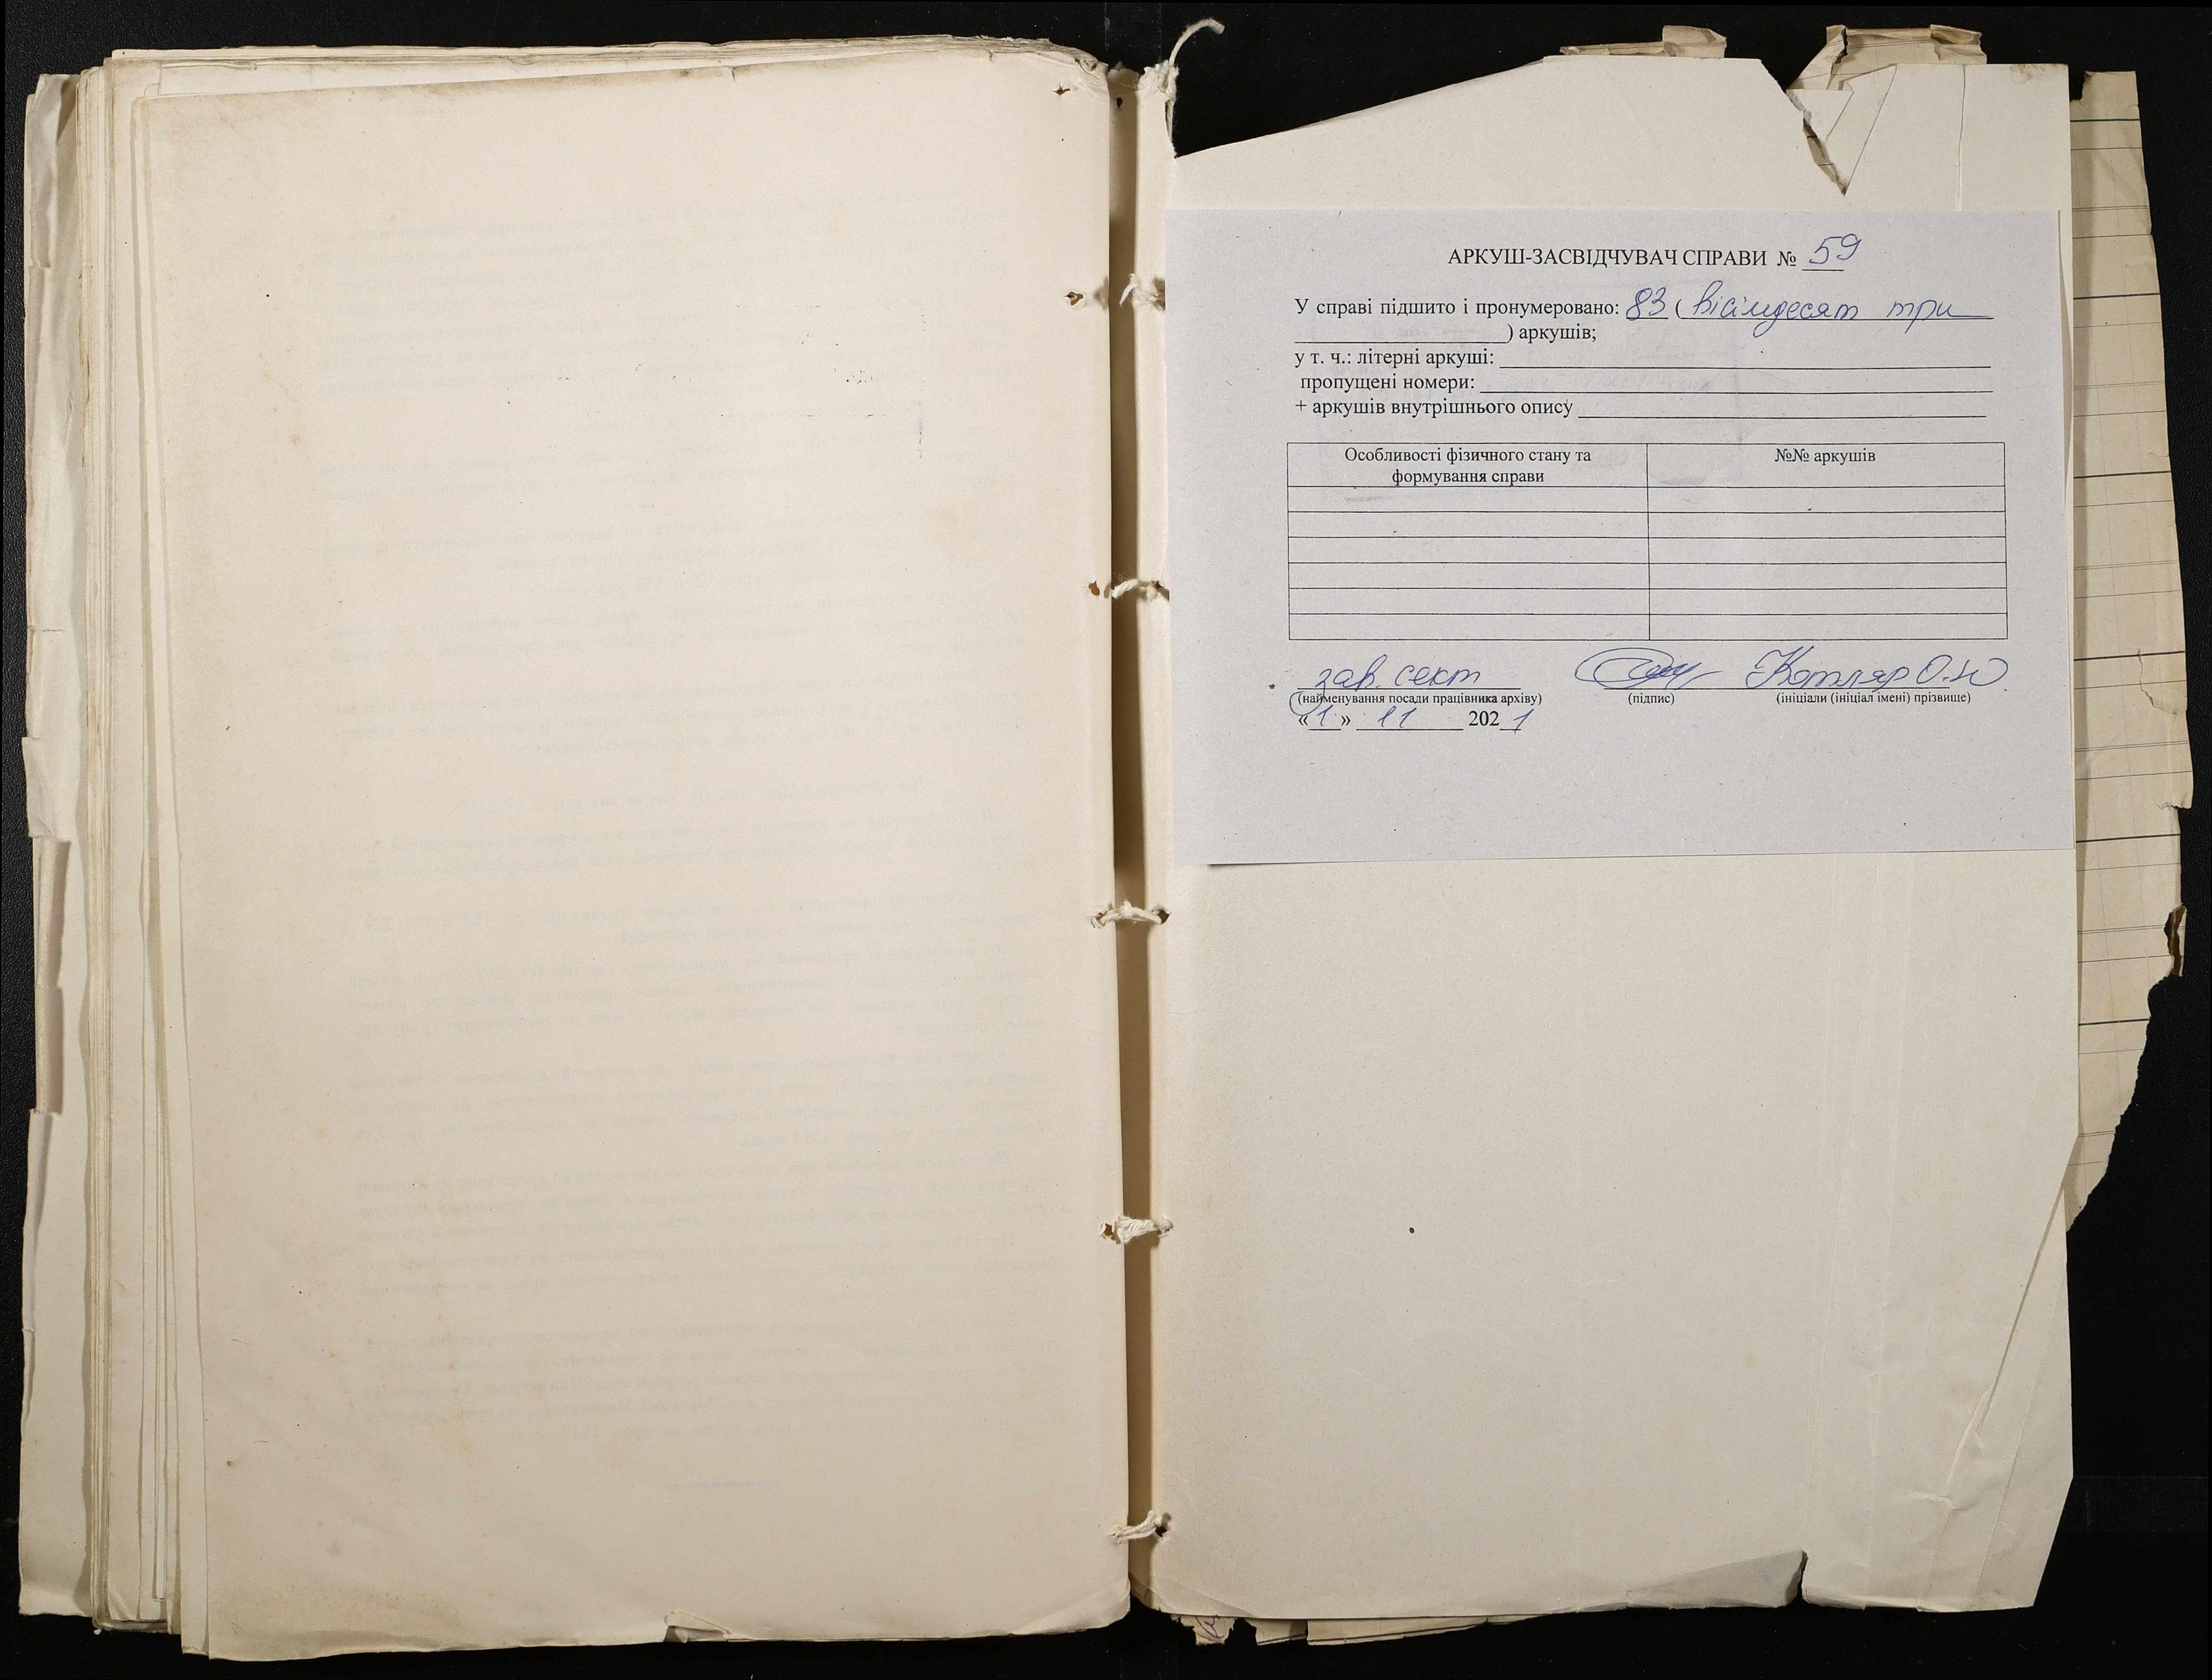 АРКУШ-ЗАСВІДЧУВАЧ СПРАВИ № 59
У справі підшито і пронумеровано: 83 ( вісімдесят три
) аркушів;
у т. ч.: літерні аркуші:
пропущені номери:
+ аркушів внутрішнього опису
Особливості фізичного стану та формування справи
№№ аркушів
зав. сект Котляр О.Ю
(найменування посади працівника архіву) (підпис) (ініціали (ініціал імені) прізвище)
«1» 11 2021